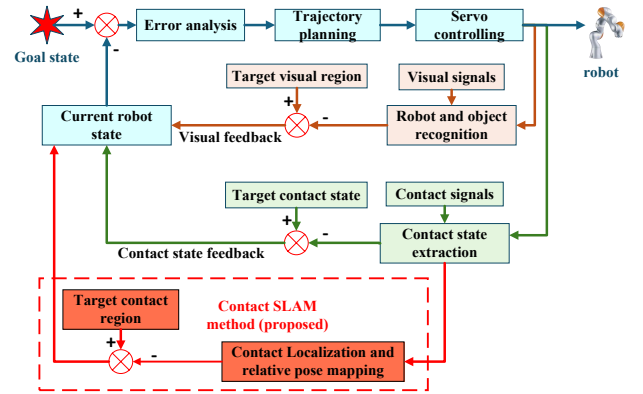 +
Error analysis
Trajectory
planning
Servo
controlling
Goal state
-
robot
Target visual region
Visual signals
+
Current robot
state
-
Robot and object
recognition
Visual feedback
Target contact state
Contact signals
+
-
Contact state
extraction
Contact state feedback
Target contact
region
Contact SLAM
method (proposed)
+
-
Contact Localization and
relative pose mapping